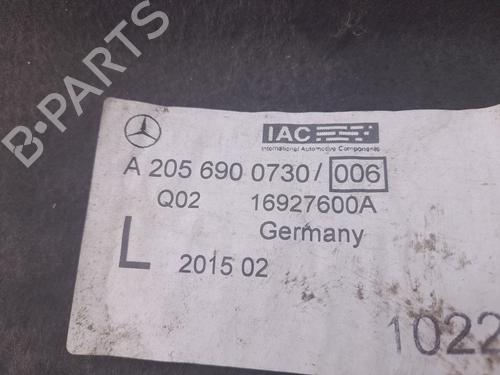 B-PARTS
IAC
International Automotive Components
A 205 690 0730/ 006
Q02 16927600A
Germany
L 2015 02
1022